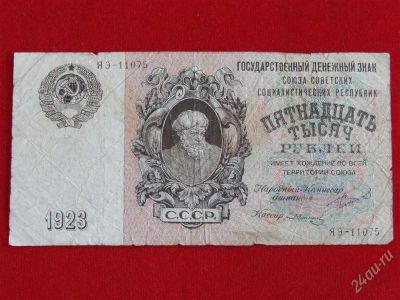 ЯЭ-11075
ГОСУДАРСТВЕННЫЙ ДЕНЕЖНЫЙ ЗНАК
СОЮЗА СОВЕТСКИХ
СОЦИАЛИСТИЧЕСКИХ РЕСПУБЛИК
ПЯТНАДЦАТЬ
ТЫСЯЧ
РУБЛЕЙ
ИМЕЕТ ХОЖДЕНИЕ ПО ВСЕЙ
ТЕРРИТОРИИ СОЮЗА
Народный Комиссар
Финансов
Кассир
С.С.С.Р.
1923
ЯЭ-11075
24au.ru